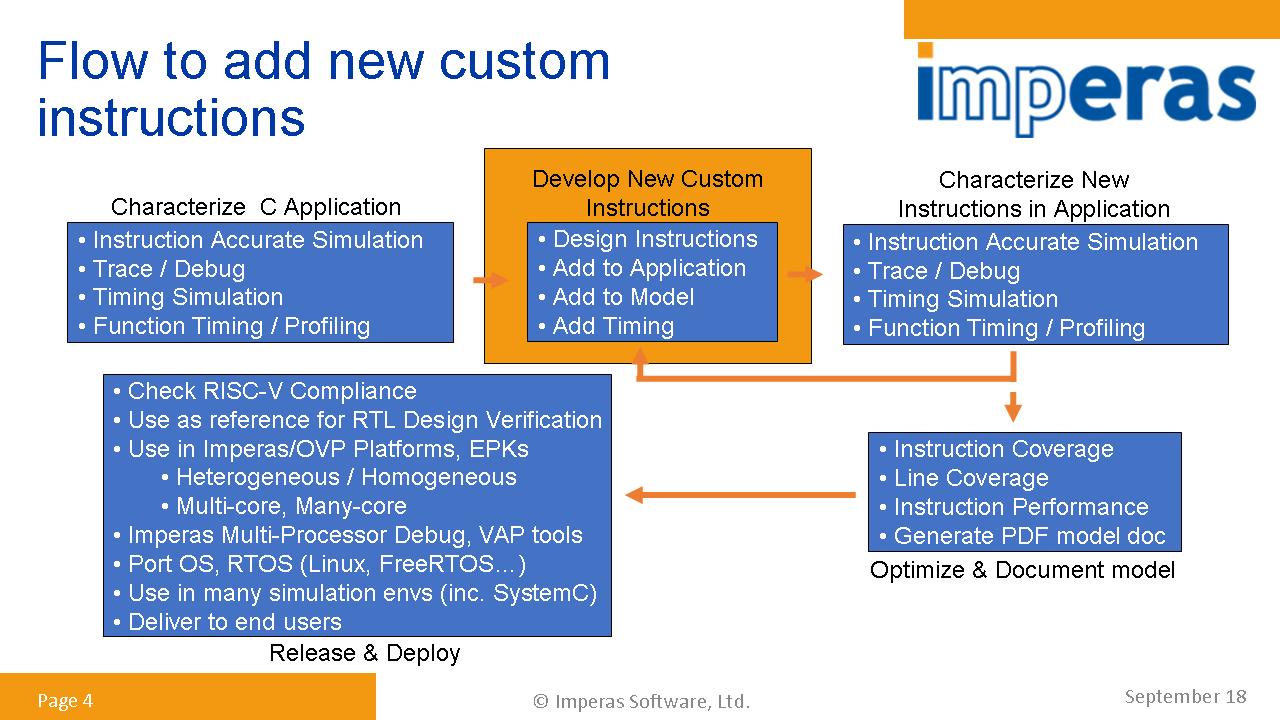 Flow to add new custom
instructions
imperas
Characterize  C Application
• Instruction Accurate Simulation
• Trace / Debug
• Timing Simulation
• Function Timing / Profiling
Develop New Custom
Instructions
• Design Instructions
• Add to Application
• Add to Model
• Add Timing
Characterize New
Instructions in Application
• Instruction Accurate Simulation
• Trace / Debug
• Timing Simulation
• Function Timing / Profiling
• Instruction Coverage
• Line Coverage
• Instruction Performance
• Generate PDF model doc
Optimize & Document model
• Check RISC-V Compliance
• Use as reference for RTL Design Verification
• Use in Imperas/OVP Platforms, EPKs
• Heterogeneous / Homogeneous
• Multi-core, Many-core
• Imperas Multi-Processor Debug, VAP tools
• Port OS, RTOS (Linux, FreeRTOS…)
• Use in many simulation envs (inc. SystemC)
• Deliver to end users
Release & Deploy
Page 4
© Imperas Software, Ltd.
September 18